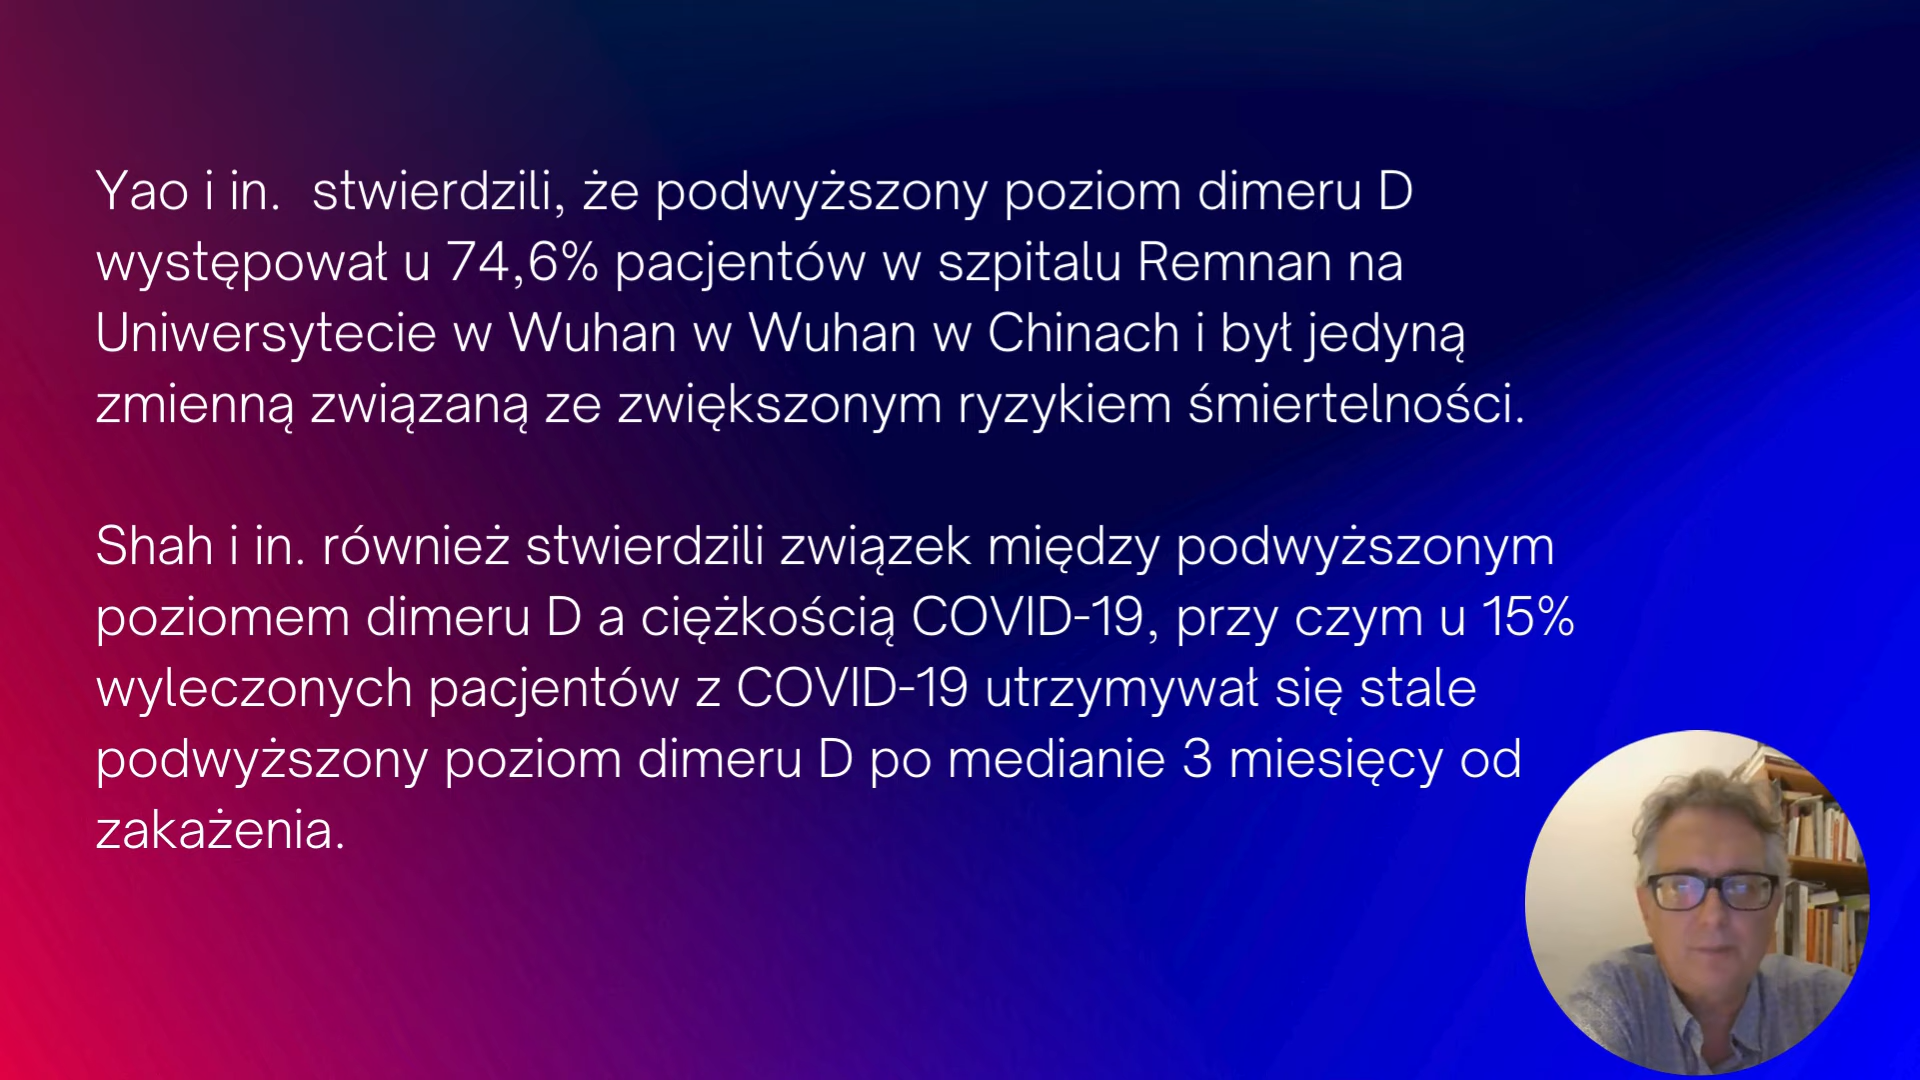 Yao i in.  stwierdzili, że podwyższony poziom dimeru D
występował u 74,6% pacjentów w szpitalu Remnan na
Uniwersytecie w Wuhan w Wuhan w Chinach i był jedyną
zmienną związaną ze zwiększonym ryzykiem śmiertelności.
Shah i in. również stwierdzili związek między podwyższonym
poziomem dimeru D a ciężkością COVID-19, przy czym u 15%
wyleczonych pacjentów z COVID-19 utrzymywał się stale
podwyższony poziom dimeru D po medianie 3 miesięcy od
zakażenia.